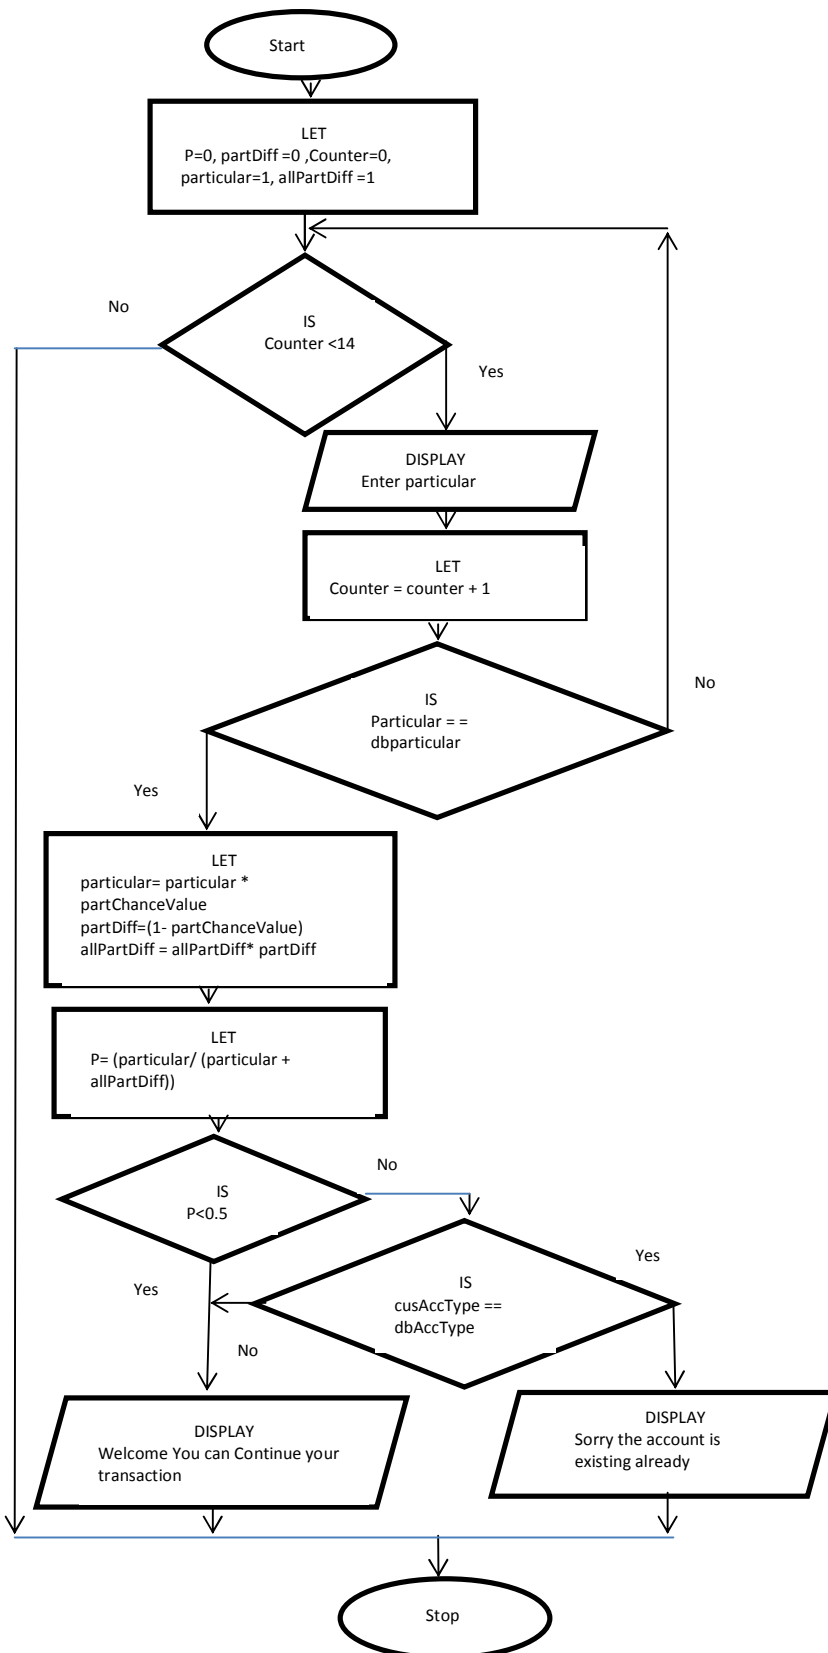 Start
LET
P=0, partDiff =0 ,Counter=0,
particular=1, allPartDiff =1
No
IS
Counter <14
Yes
DISPLAY
Enter particular
LET
Counter = counter + 1
IS
Particular = =
dbparticular
No
Yes
LET
particular= particular *
partChanceValue
partDiff=(1- partChanceValue)
allPartDiff = allPartDiff* partDiff
LET
P= (particular/ (particular +
allPartDiff))
No
IS
P<0.5
Yes
IS
cusAccType ==
dbAccType
Yes
No
DISPLAY
Welcome You can Continue your
transaction
DISPLAY
Sorry the account is
existing already
Stop